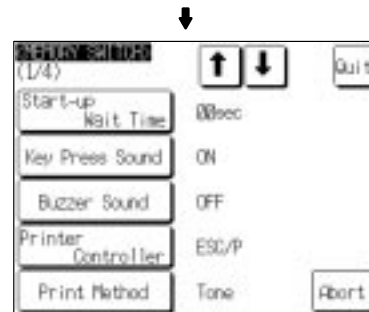 (MEMORY SWITCH)
(1/4)
Quit
Start-up
Wait Time
00sec
Key Press Sound
ON
Buzzer Sound
OFF
Printer
Controller
ESC/P
Print Method
Tone
Abort